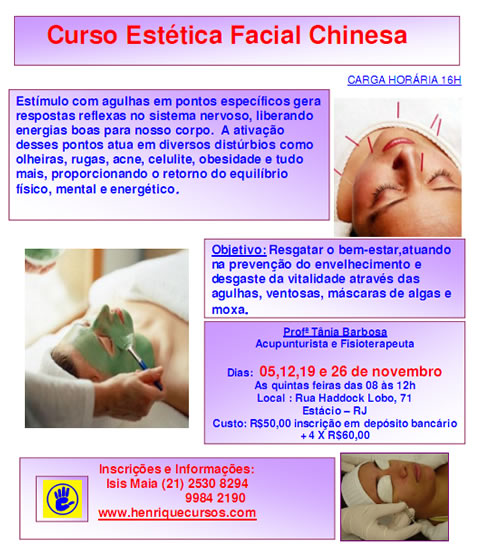 Curso Estética Facial Chinesa
CARGA HORÁRIA 16H
Estímulo com agulhas em pontos específicos gera
respostas reflexas no sistema nervoso, liberando
energias boas para nosso corpo.  A ativação
desses pontos atua em diversos distúrbios como
olheiras, rugas, acne, celulite, obesidade e tudo
mais, proporcionando o retorno do equilíbrio
físico, mental e energético.
Objetivo: Resgatar o bem-estar,atuando
na prevenção do envelhecimento e
desgaste da vitalidade através das
agulhas, ventosas, máscaras de algas e
moxa.
Profª Tânia Barbosa
Acupunturista e Fisioterapeuta
Dias:  05,12,19 e 26 de novembro
As quintas feiras das 08 às 12h
Local : Rua Haddock Lobo, 71
Estácio – RJ
Custo: R$50,00 inscrição em depósito bancário
+ 4 X R$60,00
Inscrições e Informações:
Isis Maia (21) 2530 8294
9984 2190
www.henriquecursos.com